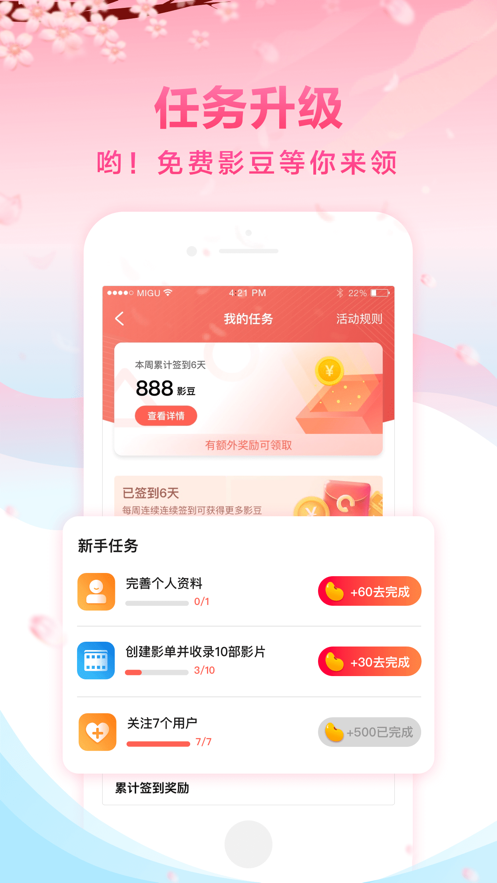 任务升级
哟！免费影豆等你来领
MIGU 4:21 PM 22%
我的任务 活动规则
本周累计签到6天
888 影豆
查看详情
有额外奖励可领取
已签到6天
每周连续连续签到可获得更多影豆
新手任务
完善个人资料
0/1
+60去完成
创建影单并收录10部影片
3/10
+30去完成
关注7个用户
7/7
+500已完成
累计签到奖励